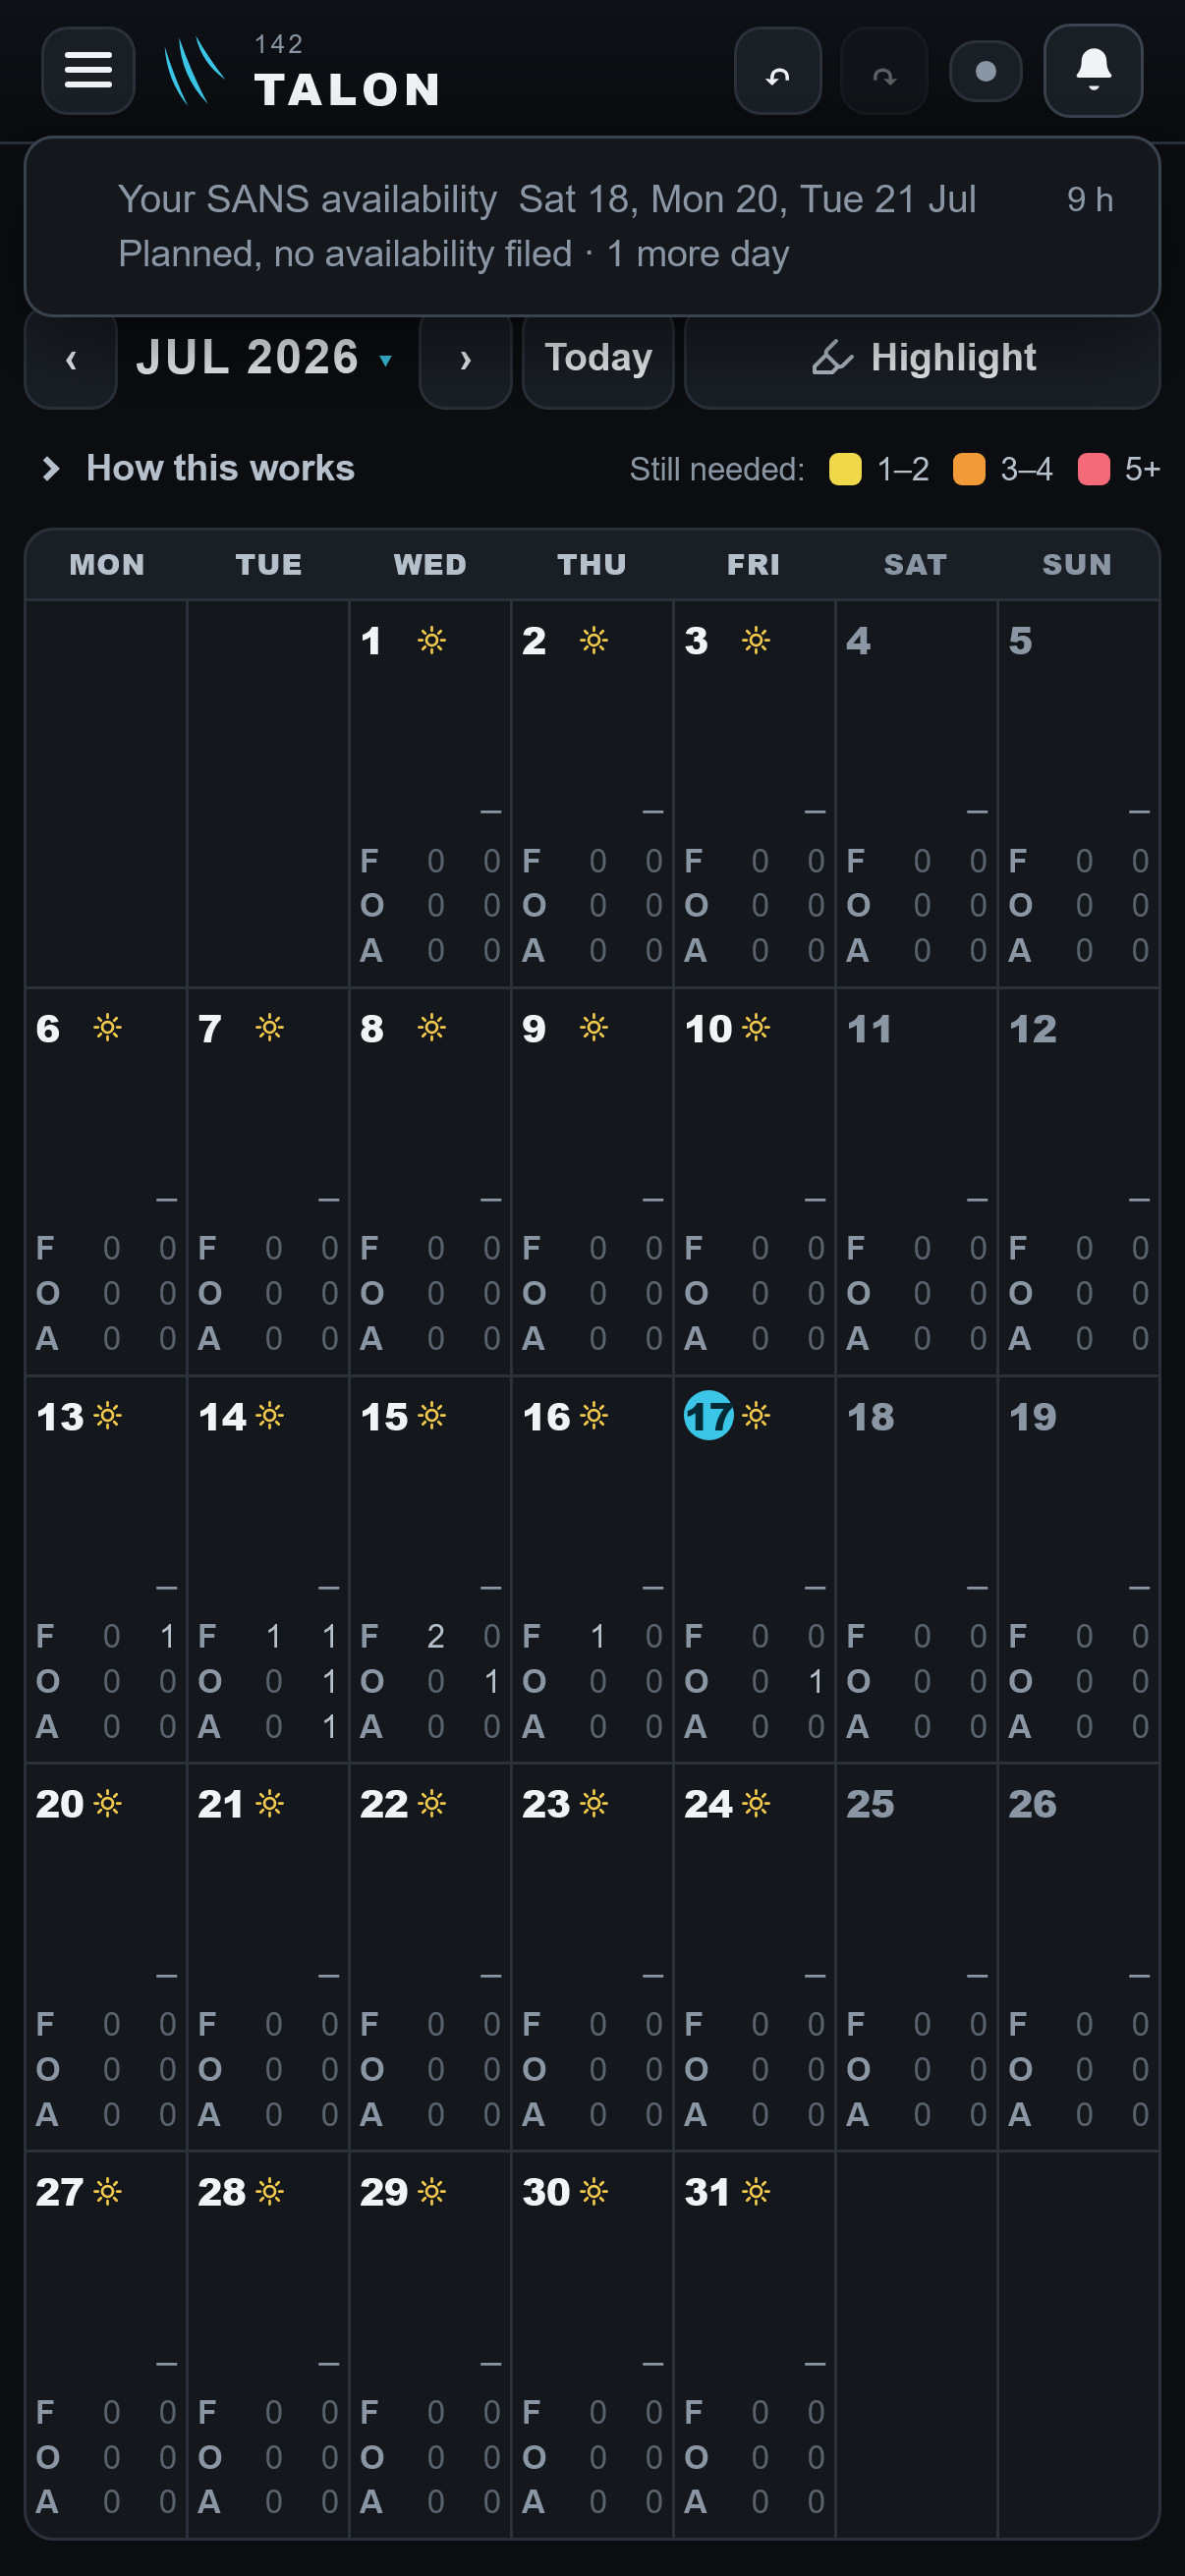 142
TALON
Your SANS availability Sat 18, Mon 20, Tue 21 Jul 9 h
Planned, no availability filed · 1 more day
‹ JUL 2026 ▾ › Today Highlight
How this works Still needed: 1–2 3–4 5+
MON TUE WED THU FRI SAT SUN
1 2 3 4 5
– – – – –
F 0 0 F 0 0 F 0 0 F 0 0 F 0 0
O 0 0 O 0 0 O 0 0 O 0 0 O 0 0
A 0 0 A 0 0 A 0 0 A 0 0 A 0 0
6 7 8 9 10 11 12
– – – – – – –
F 0 0 F 0 0 F 0 0 F 0 0 F 0 0 F 0 0 F 0 0
O 0 0 O 0 0 O 0 0 O 0 0 O 0 0 O 0 0 O 0 0
A 0 0 A 0 0 A 0 0 A 0 0 A 0 0 A 0 0 A 0 0
13 14 15 16 17 18 19
– – – – – – –
F 0 1 F 1 1 F 2 0 F 1 0 F 0 0 F 0 0 F 0 0
O 0 0 O 0 1 O 0 1 O 0 0 O 0 1 O 0 0 O 0 0
A 0 0 A 0 1 A 0 0 A 0 0 A 0 0 A 0 0 A 0 0
20 21 22 23 24 25 26
– – – – – – –
F 0 0 F 0 0 F 0 0 F 0 0 F 0 0 F 0 0 F 0 0
O 0 0 O 0 0 O 0 0 O 0 0 O 0 0 O 0 0 O 0 0
A 0 0 A 0 0 A 0 0 A 0 0 A 0 0 A 0 0 A 0 0
27 28 29 30 31
– – – – –
F 0 0 F 0 0 F 0 0 F 0 0 F 0 0
O 0 0 O 0 0 O 0 0 O 0 0 O 0 0
A 0 0 A 0 0 A 0 0 A 0 0 A 0 0